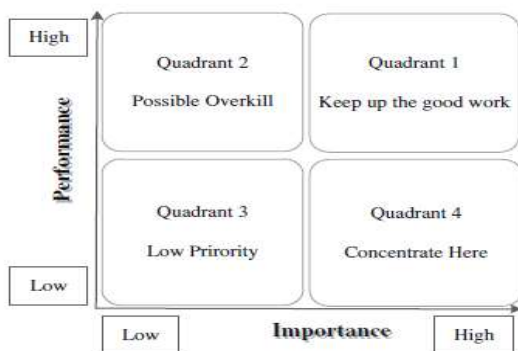 High
Performance
Low
Quadrant 2
Possible Overkill
Quadrant 1
Keep up the good work
Quadrant 3
Low Prirority
Quadrant 4
Concentrate Here
Low
Importance
High